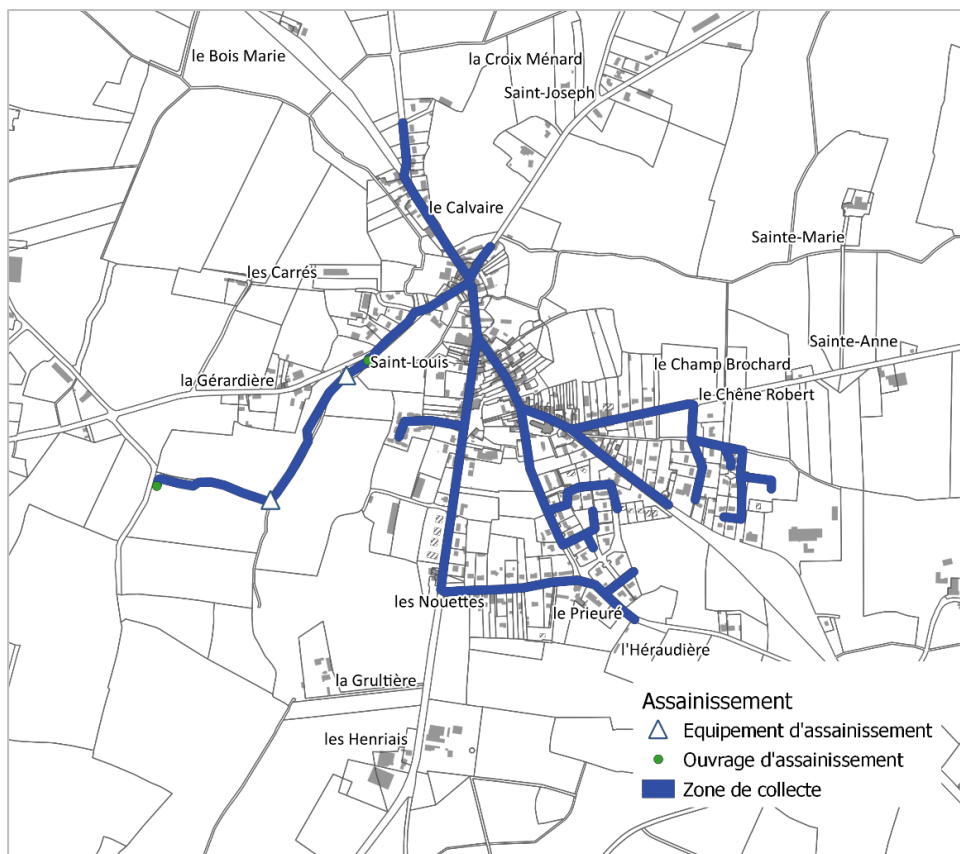 le Bois Marie
la Croix Ménard
Saint-Joseph
le Calvaire
Sainte-Marie
les Carrés
Sainte-Anne
Saint-Louis
le Champ Brochard
la Gérardière
le Chêne Robert
les Nouettes
le Prieuré
l'Héraudière
la Grultière
les Henriais
Assainissement
Equipement d'assainissement
Ouvrage d'assainissement
Zone de collecte